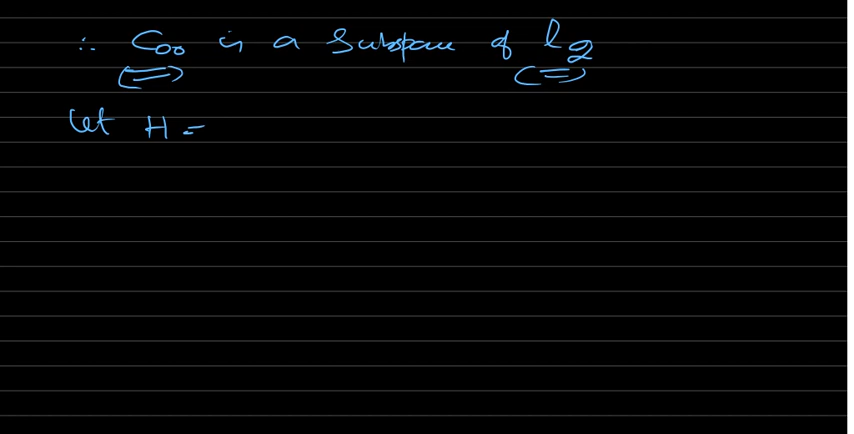 ∴ C₀₀ is a subspace of l₂
Let H =